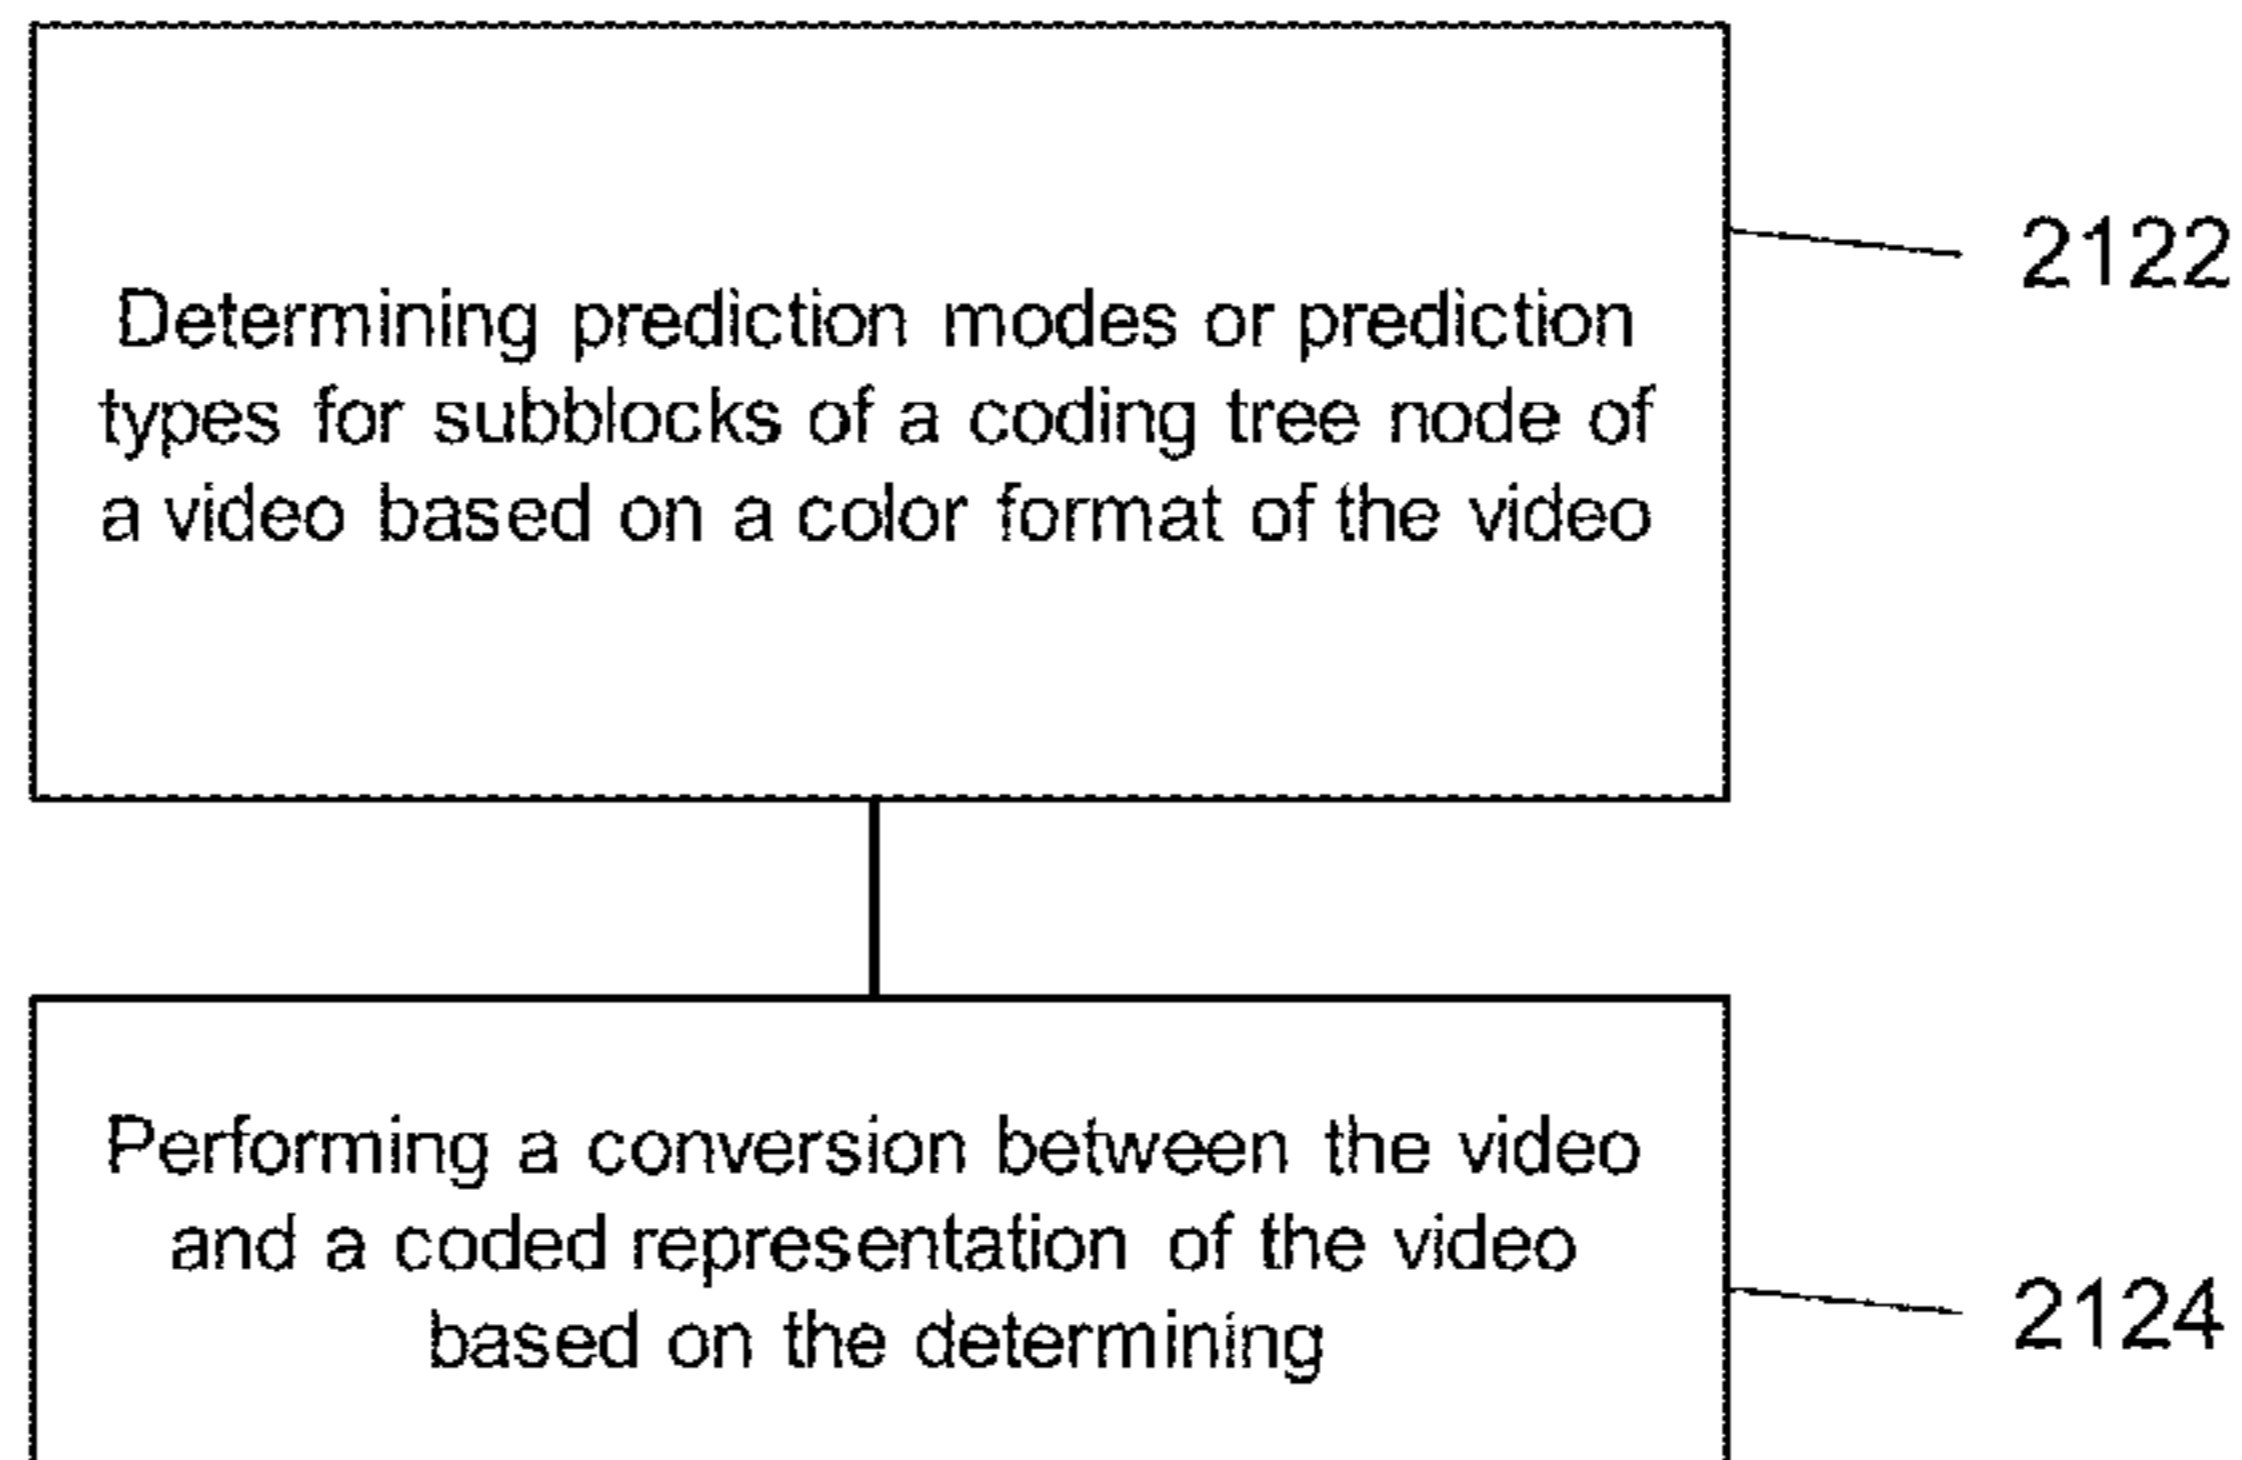 Determining prediction modes or prediction
types for subblocks of a coding tree node of
a video based on a color format of the video
2122
Performing a conversion between the video
and a coded representation of the video
based on the determining
2124